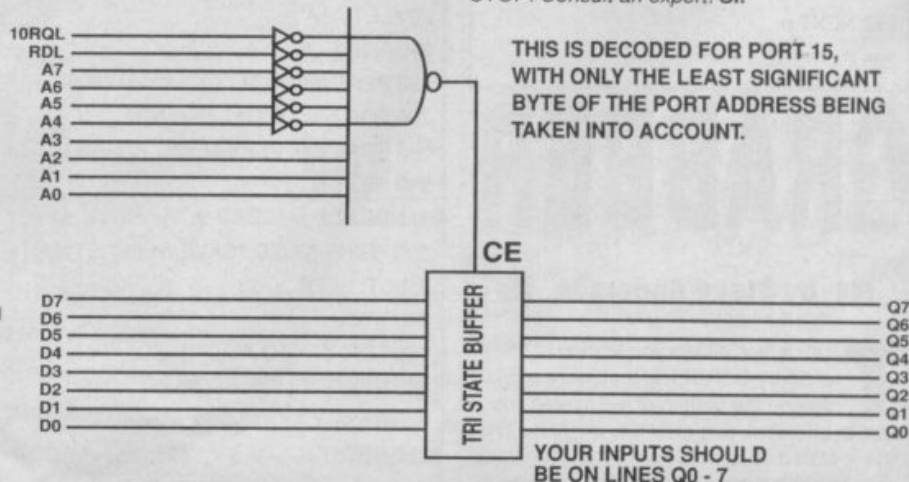 Consult an expert.
THIS IS DECODED FOR PORT 15,
WITH ONLY THE LEAST SIGNIFICANT
BYTE OF THE PORT ADDRESS BEING
TAKEN INTO ACCOUNT.
10RQL
RDL
A7
A6
A5
A4
A3
A2
A1
A0
CE
D7
D6
D5
D4
D3
D2
D1
D0
TRI STATE BUFFER
Q7
Q6
Q5
Q4
Q3
Q2
Q1
Q0
YOUR INPUTS SHOULD
BE ON LINES Q0 - 7